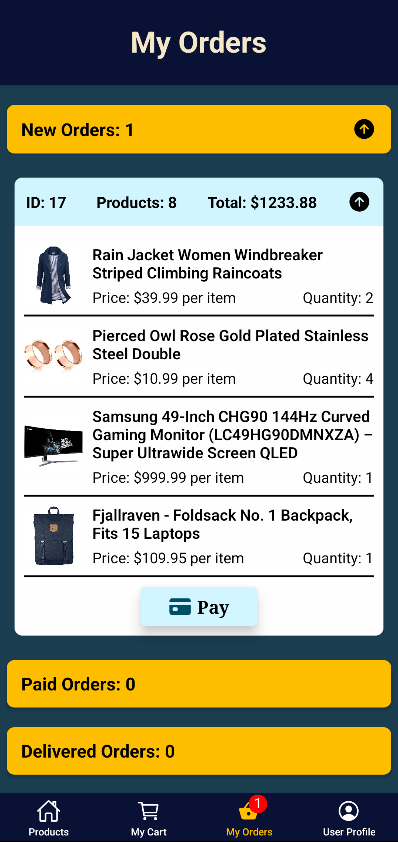 My Orders
New Orders: 1
ID: 17 Products: 8 Total: $1233.88
Rain Jacket Women Windbreaker
Striped Climbing Raincoats
Price: $39.99 per item Quantity: 2
Pierced Owl Rose Gold Plated Stainless
Steel Double
Price: $10.99 per item Quantity: 4
Samsung 49-Inch CHG90 144Hz Curved
Gaming Monitor (LC49HG90DMNXZA) –
Super Ultrawide Screen QLED
Price: $999.99 per item Quantity: 1
Fjallraven - Foldsack No. 1 Backpack,
Fits 15 Laptops
Price: $109.95 per item Quantity: 1
Pay
Paid Orders: 0
Delivered Orders: 0
1
Products My Cart My Orders User Profile